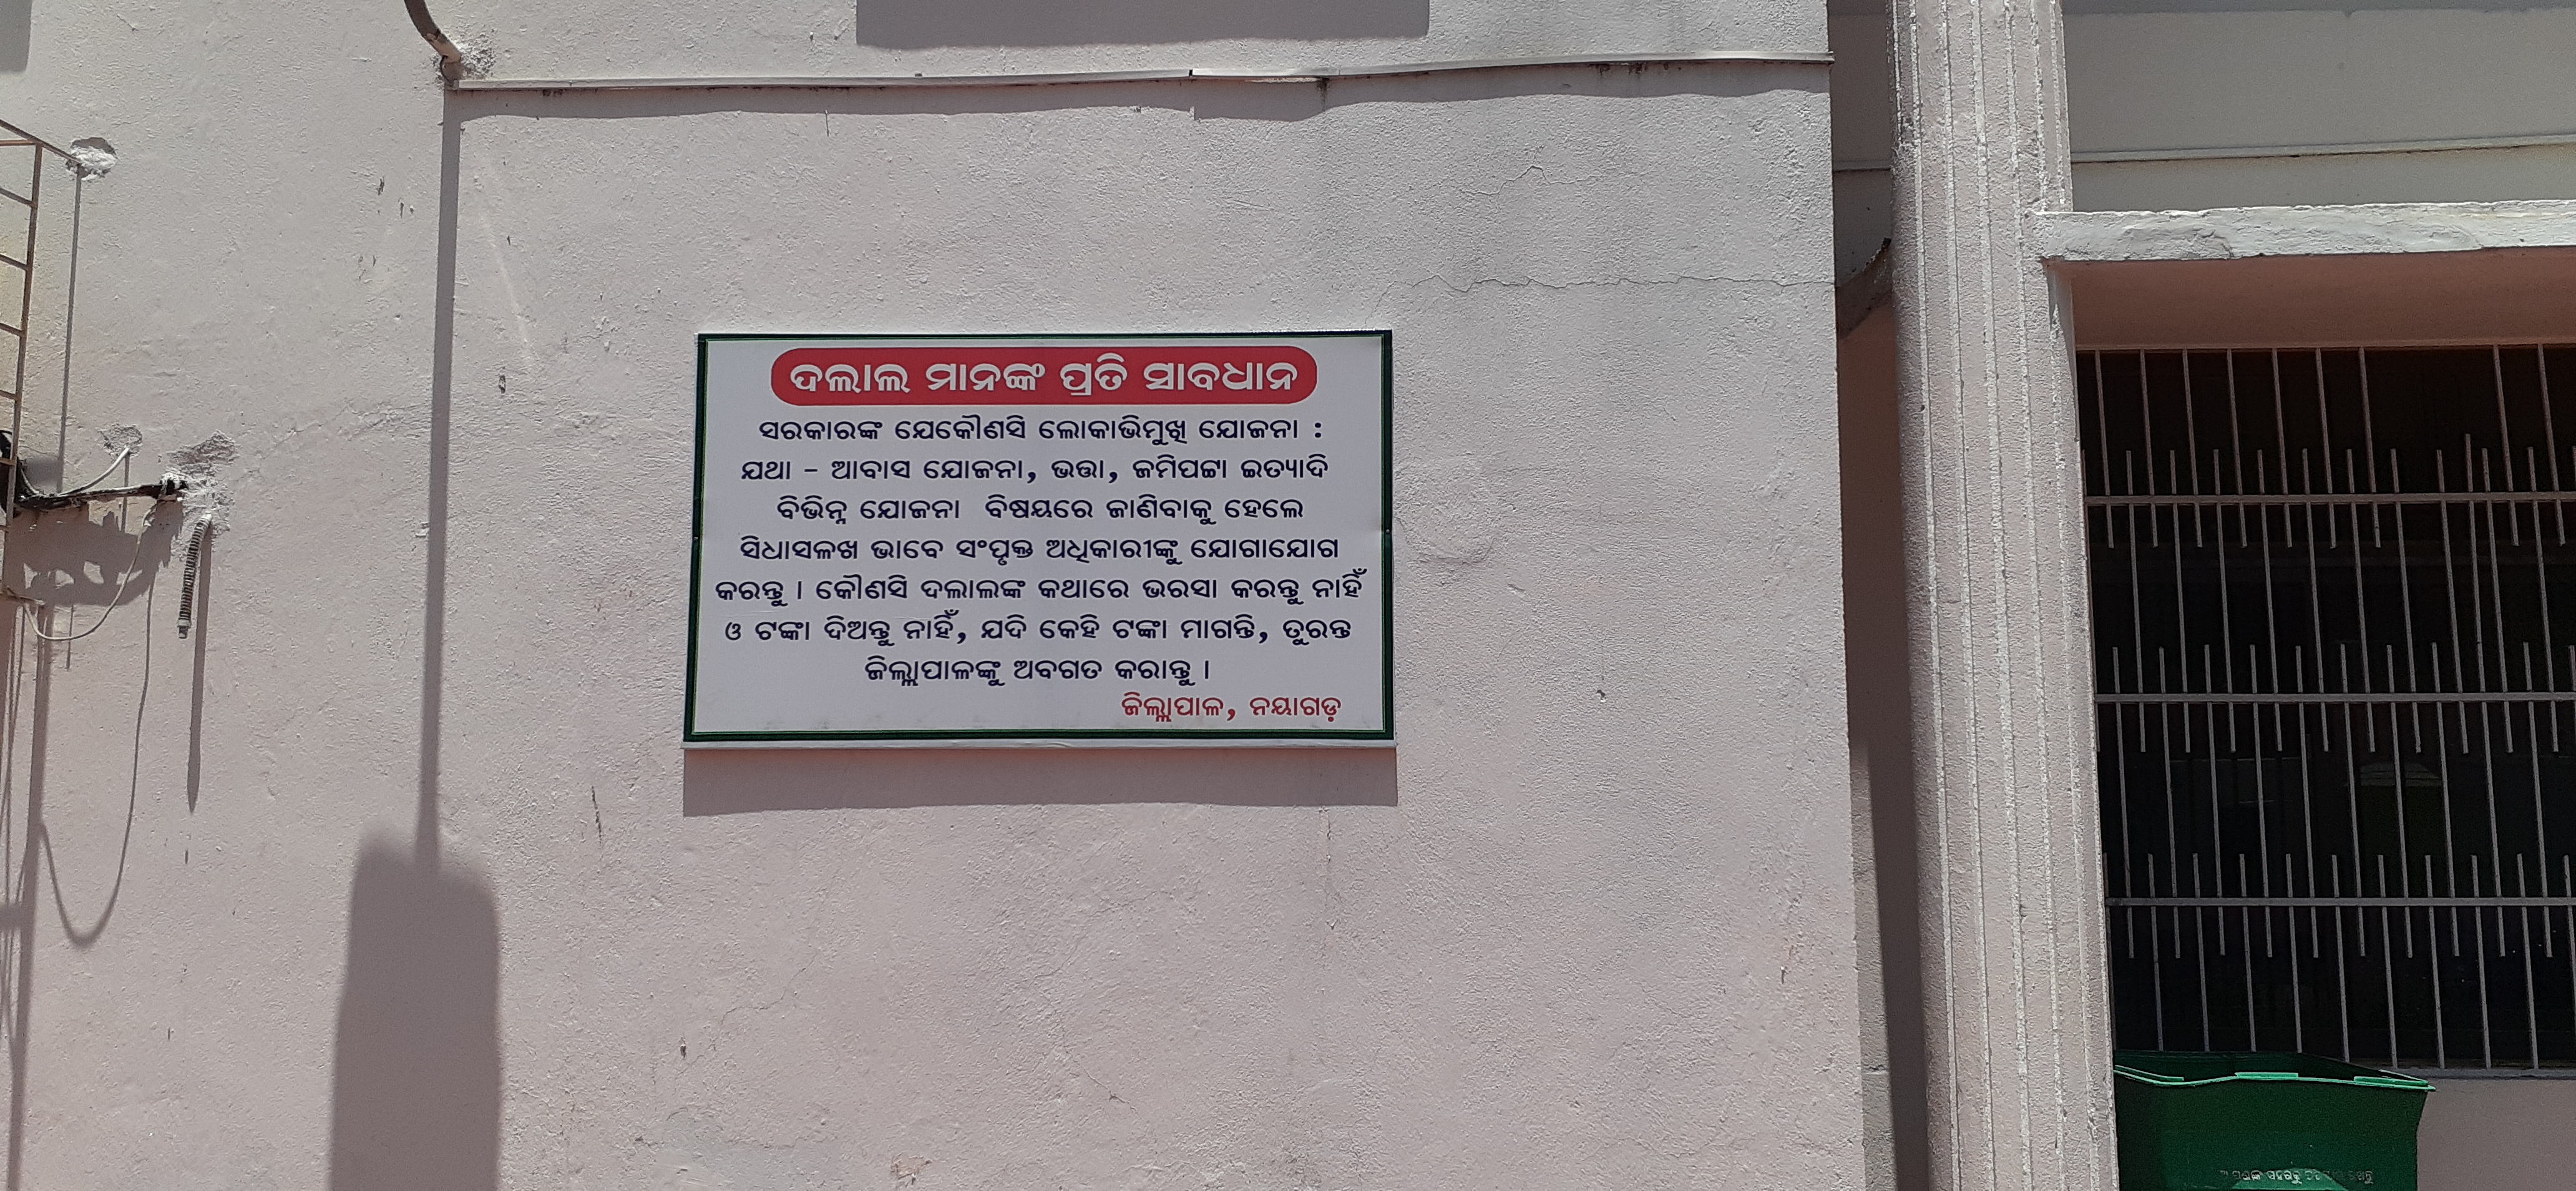 ଦଲାଲ ମାନଙ୍କ ପ୍ରତି ସାବଧାନ
ସରକାରଙ୍କ ଯେକୌଣସି ଲୋକାଭିମୁଖି ଯୋଜନା :
ଯଥା - ଆବାସ ଯୋଜନା, ଭତ୍ତା, ଜମିପଟ୍ଟା ଇତ୍ୟାଦି
ବିଭିନ୍ନ ଯୋଜନା ବିଷୟରେ ଜାଣିବାକୁ ହେଲେ
ସିଧାସଳଖ ଭାବେ ସଂପୃକ୍ତ ଅଧିକାରୀଙ୍କୁ ଯୋଗାଯୋଗ
କରନ୍ତୁ । କୌଣସି ଦଲାଲଙ୍କ କଥାରେ ଭରସା କରନ୍ତୁ ନାହିଁ
ଓ ଟଙ୍କା ଦିଅନ୍ତୁ ନାହିଁ, ଯଦି କେହି ଟଙ୍କା ମାଗନ୍ତି, ତୁରନ୍ତ
ଜିଲ୍ଲାପାଳଙ୍କୁ ଅବଗତ କରାନ୍ତୁ ।
ଜିଲ୍ଲାପାଳ, ନୟାଗଡ଼